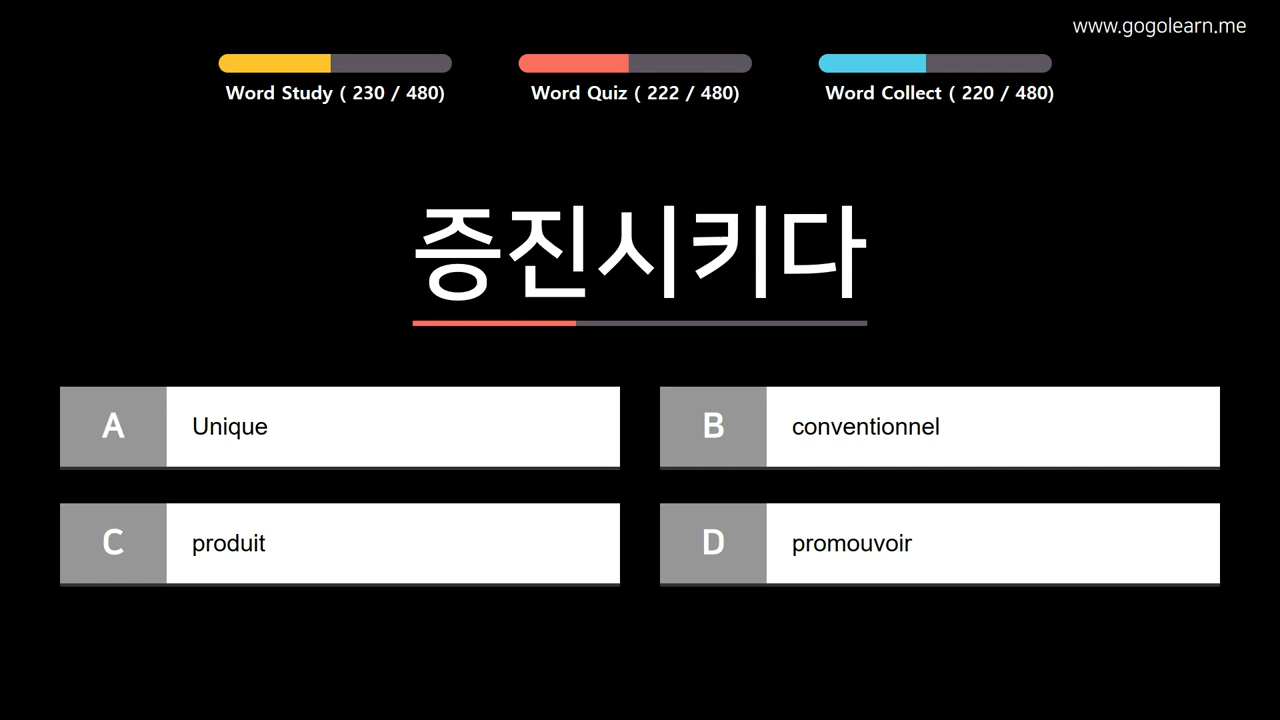 www.gogolearn.me
Word Study ( 230 / 480)
Word Quiz ( 222 / 480)
Word Collect ( 220 / 480)
증진시키다
A
Unique
B
conventionnel
C
produit
D
promouvoir